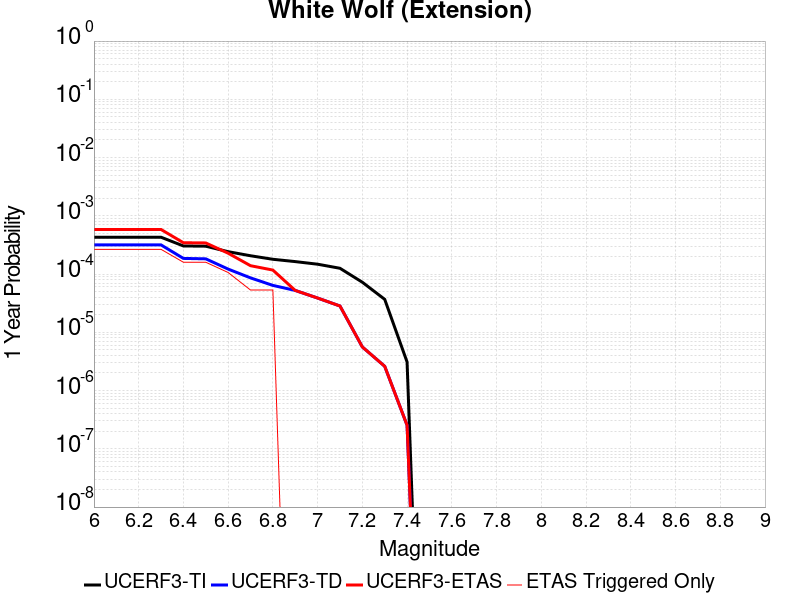 White Wolf (Extension)
10^0
10^-1
10^-2
10^-3
10^-4
10^-5
10^-6
10^-7
10^-8
1 Year Probability
6 6.2 6.4 6.6 6.8 7 7.2 7.4 7.6 7.8 8 8.2 8.4 8.6 8.8 9
Magnitude
UCERF3-TI UCERF3-TD UCERF3-ETAS ETAS Triggered Only